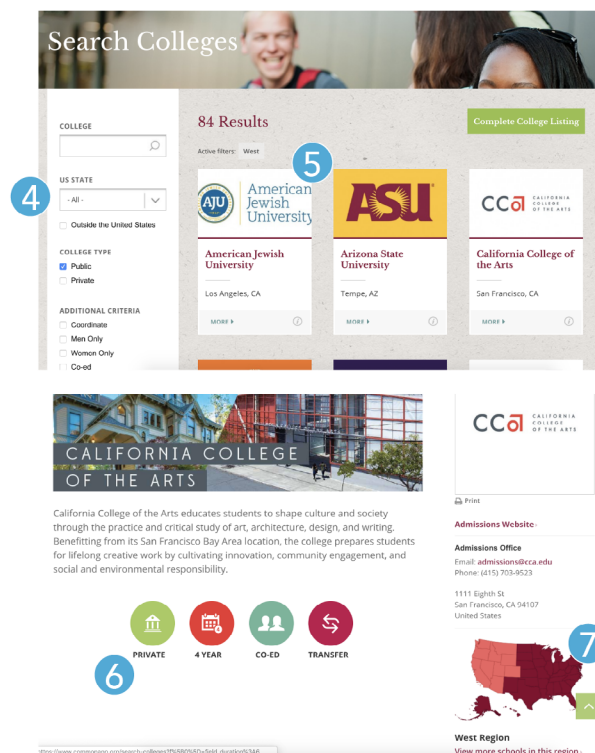 Search Colleges
COLLEGE
84 Results
Complete College Listing
Active filters: West
5
US STATE
4
- All -
Outside the United States
COLLEGE TYPE
Public
Private
ADDITIONAL CRITERIA
Coordinate
Men Only
Women Only
Co-ed
AJU
American
Jewish
University
American Jewish
University
Los Angeles, CA
MORE
ASU
Arizona State
University
Tempe, AZ
MORE
CCa
CALIFORNIA
COLLEGE
OF THE ARTS
California College of
the Arts
San Francisco, CA
MORE
CALIFORNIA COLLEGE
OF THE ARTS
California College of the Arts educates students to shape culture and society
through the practice and critical study of art, architecture, design, and writing.
Benefitting from its San Francisco Bay Area location, the college prepares students
for lifelong creative work by cultivating innovation, community engagement, and
social and environmental responsibility.
PRIVATE
4 YEAR
CO-ED
TRANSFER
6
CCa
CALIFORNIA
COLLEGE
OF THE ARTS
Print
Admissions Website
Admissions Office
Email: admissions@cca.edu
Phone: (415) 703-9523
1111 Eighth St
San Francisco, CA 94107
United States
7
West Region
View more schools in this region